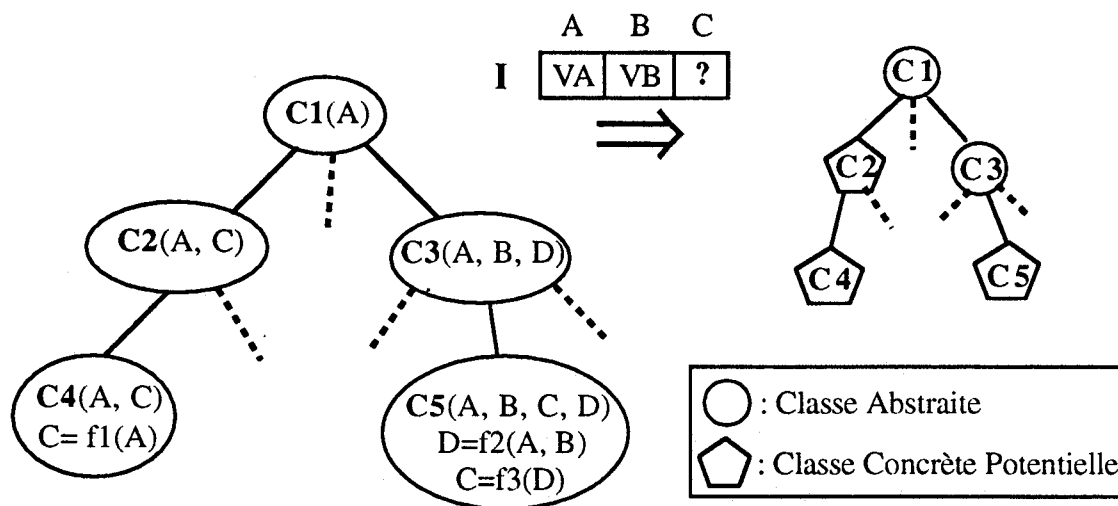 A B C
I VA VB ?
C1(A)
C2(A, C)
C3(A, B, D)
C4(A, C)
C= f1(A)
C5(A, B, C, D)
D=f2(A, B)
C=f3(D)
C1
C2
C3
C4
C5
: Classe Abstraite
: Classe Concrète Potentielle